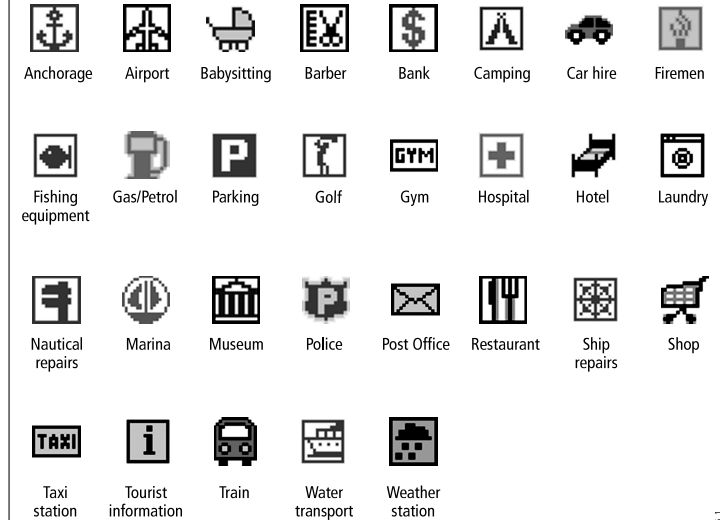 Anchorage Airport Babysitting Barber Bank Camping Car hire Firemen
P GYM
Fishing Gas/Petrol Parking Golf Gym Hospital Hotel Laundry
equipment
P
Nautical Marina Museum Police Post Office Restaurant Ship Shop
repairs repairs
TAXI i
Taxi Tourist Train Water Weather
station information transport station